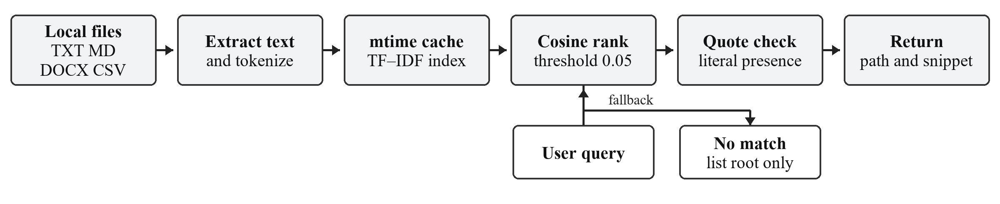 Local files
TXT MD
DOCX CSV
Extract text
and tokenize
mtime cache
TF–IDF index
Cosine rank
threshold 0.05
Quote check
literal presence
Return
path and snippet
fallback
User query
No match
list root only